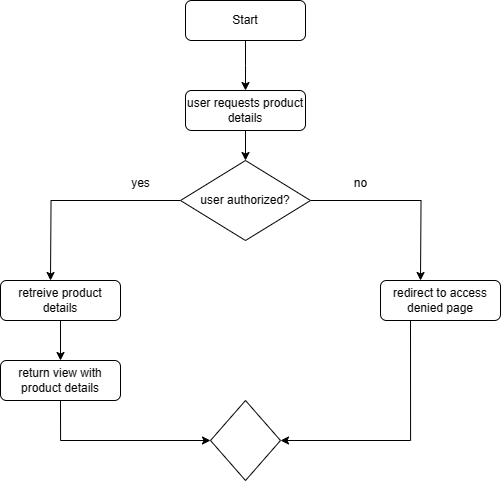 Start
user requests product
details
yes
no
user authorized?
retreive product
details
redirect to access
denied page
return view with
product details